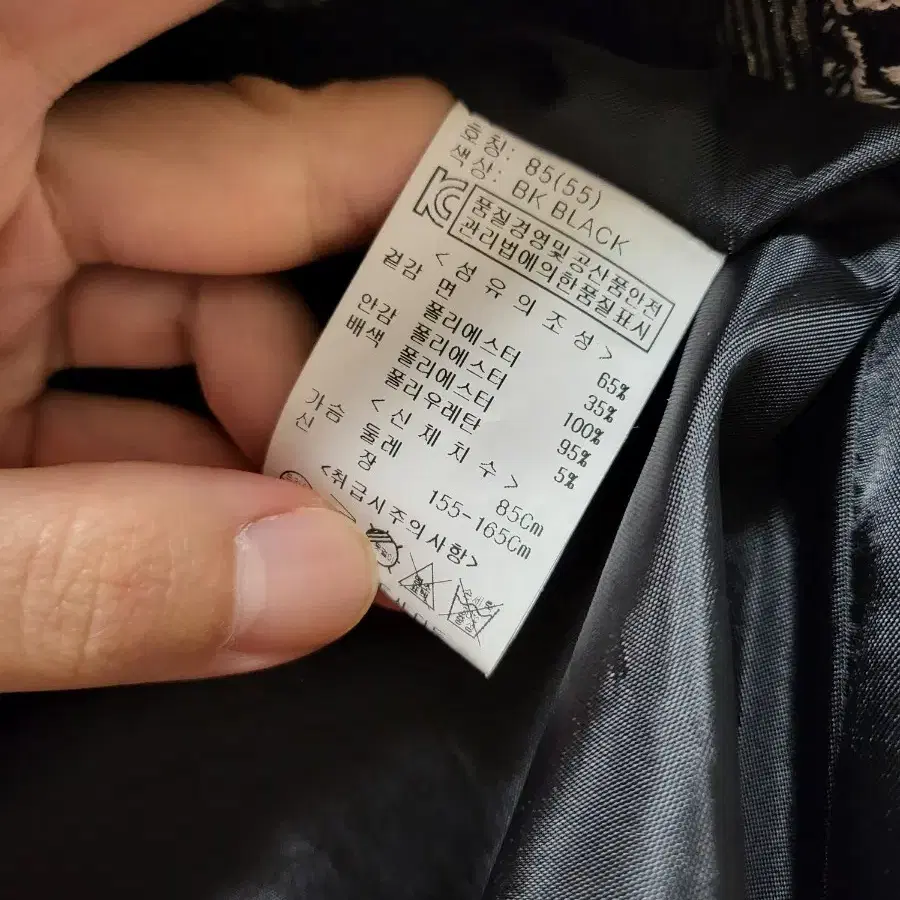 호칭: 85(55)
색상: BK BLACK
품질경영및공산품안전
관리법에의한품질표시
< 섬유의 조성 >
겉감 면 65%
폴리에스터 35%
안감 폴리에스터 100%
배색 폴리에스터 95%
폴리우레탄 5%
< 신체치수 >
가슴둘레 85Cm
신장 155-165Cm
<취급시주의사항>